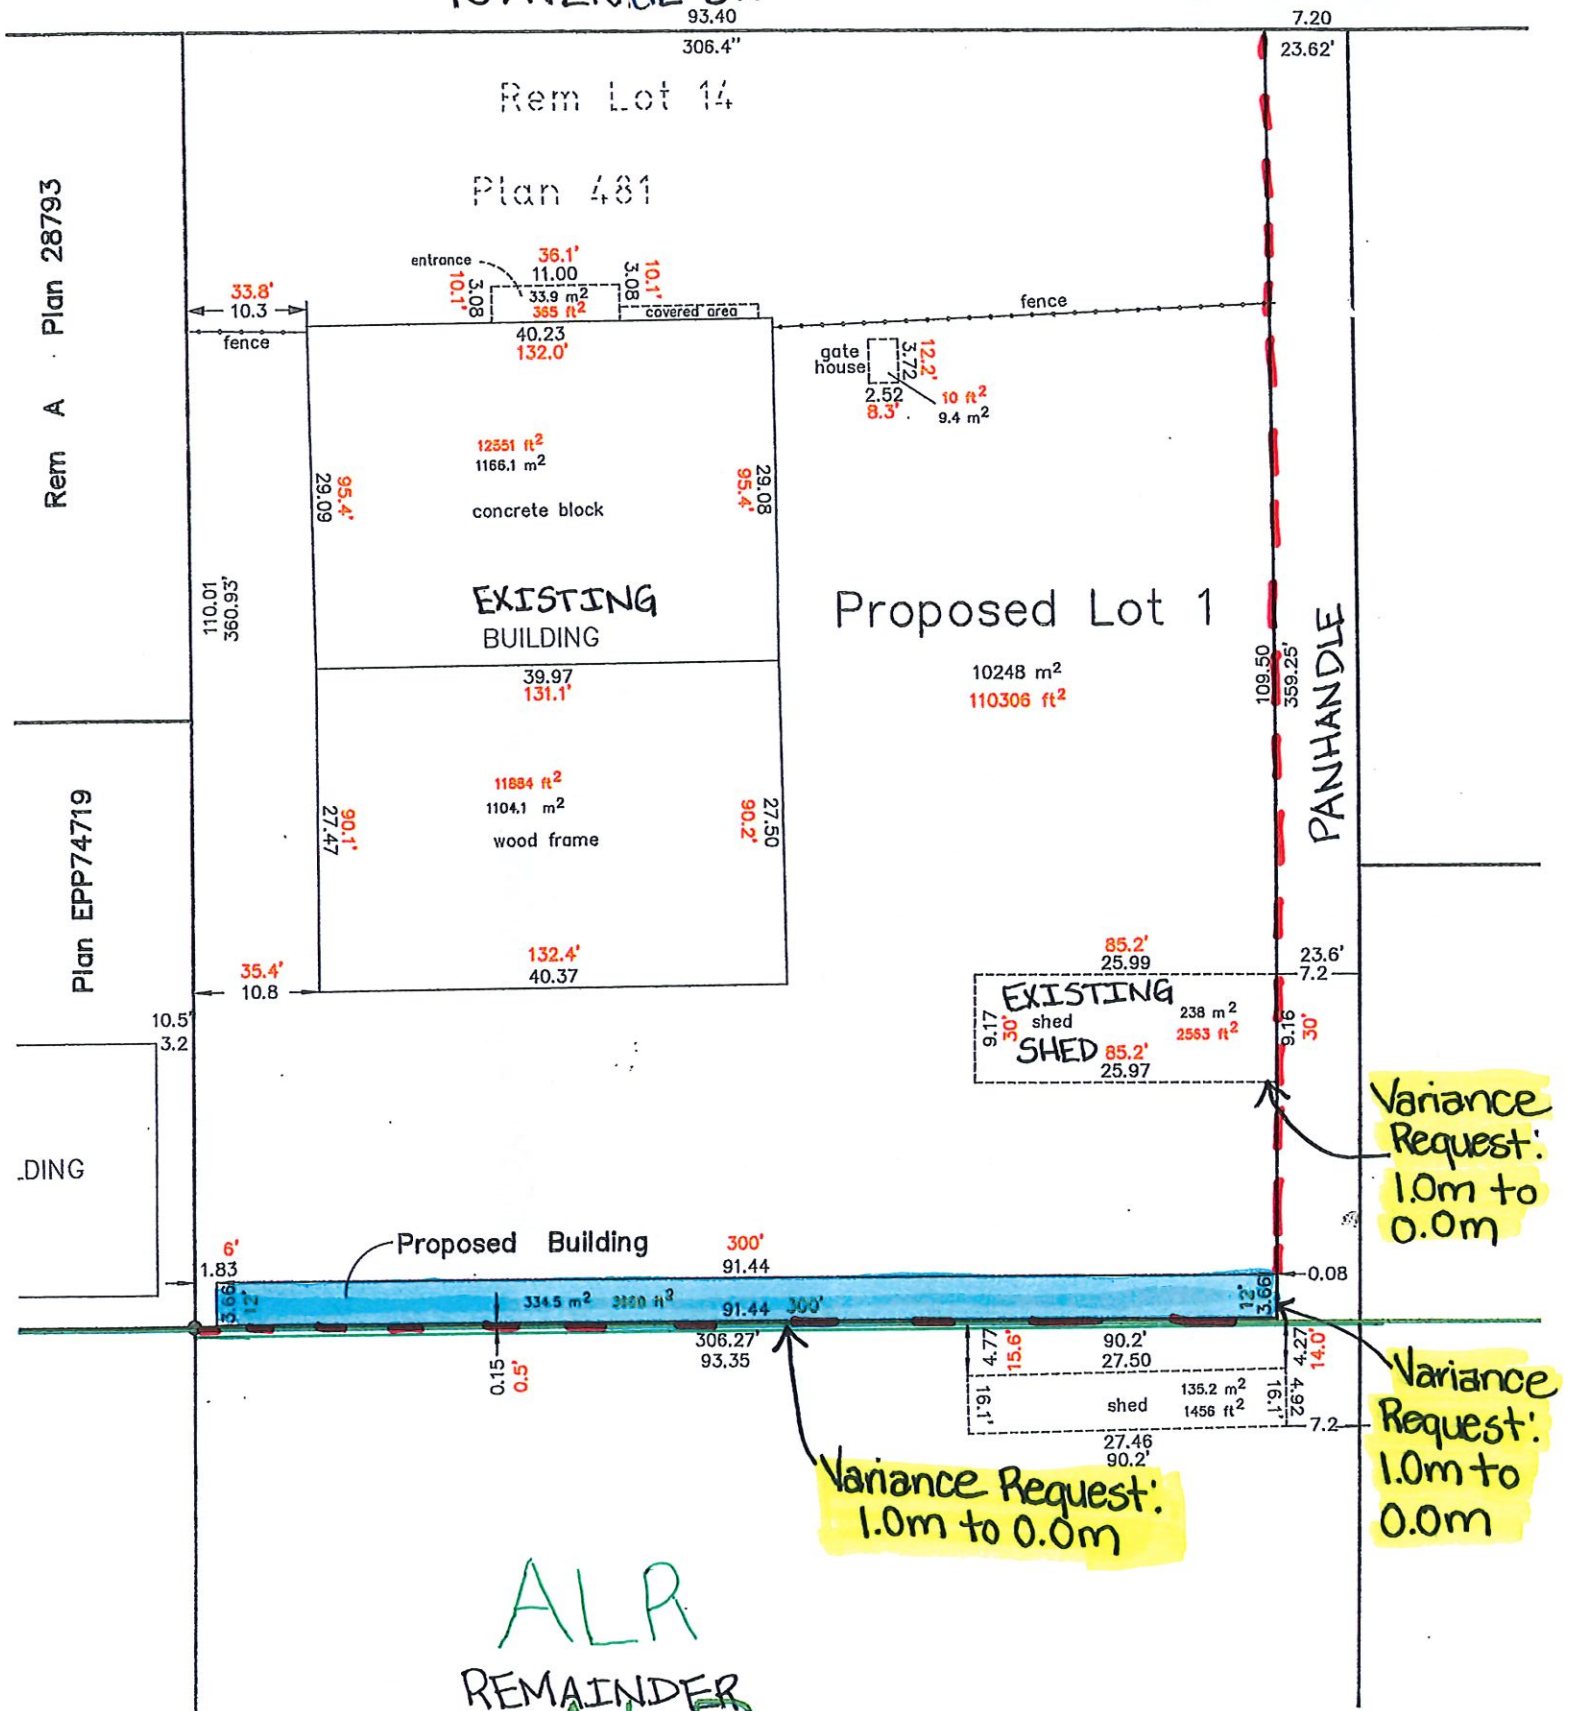 93.40
306.4"
7.20
23.62'
Rem Lot 14
Plan 481
Rem A Plan 28793
entrance
36.1'
11.00
10.1'
3.08
33.9 m²
365 ft²
3.08
10.1'
covered area
33.8'
10.3
fence
40.23
132.0'
fence
gate
house
3.72
12.2'
2.52
8.3'
10 ft²
9.4 m²
12551 ft²
1166.1 m²
concrete block
29.09
95.4'
95.4'
29.08
EXISTING
BUILDING
110.01
360.93'
Proposed Lot 1
10248 m²
110306 ft²
109.50
359.25'
PANHANDLE
39.97
131.1'
11884 ft²
1104.1 m²
wood frame
27.47
90.1'
90.2'
27.50
Plan EPP74719
132.4'
40.37
35.4'
10.8
10.5'
3.2
85.2'
25.99
23.6'
7.2
EXISTING
shed
SHED
238 m²
2563 ft²
9.17
30'
9.16
30'
85.2'
25.97
Variance
Request:
1.0m to
0.0m
.DING
6'
1.83
Proposed Building
300'
91.44
0.08
3.66
12'
334.5 m²
91.44 300'
12'
3.66
306.27'
93.35
0.15
0.5'
4.77
15.6'
90.2'
27.50
4.27
14.0'
16.1'
shed
135.2 m²
1456 ft²
16.1'
4.92
7.2
27.46
90.2'
Variance
Request:
1.0m to
0.0m
Variance Request:
1.0m to 0.0m
ALR
REMAINDER